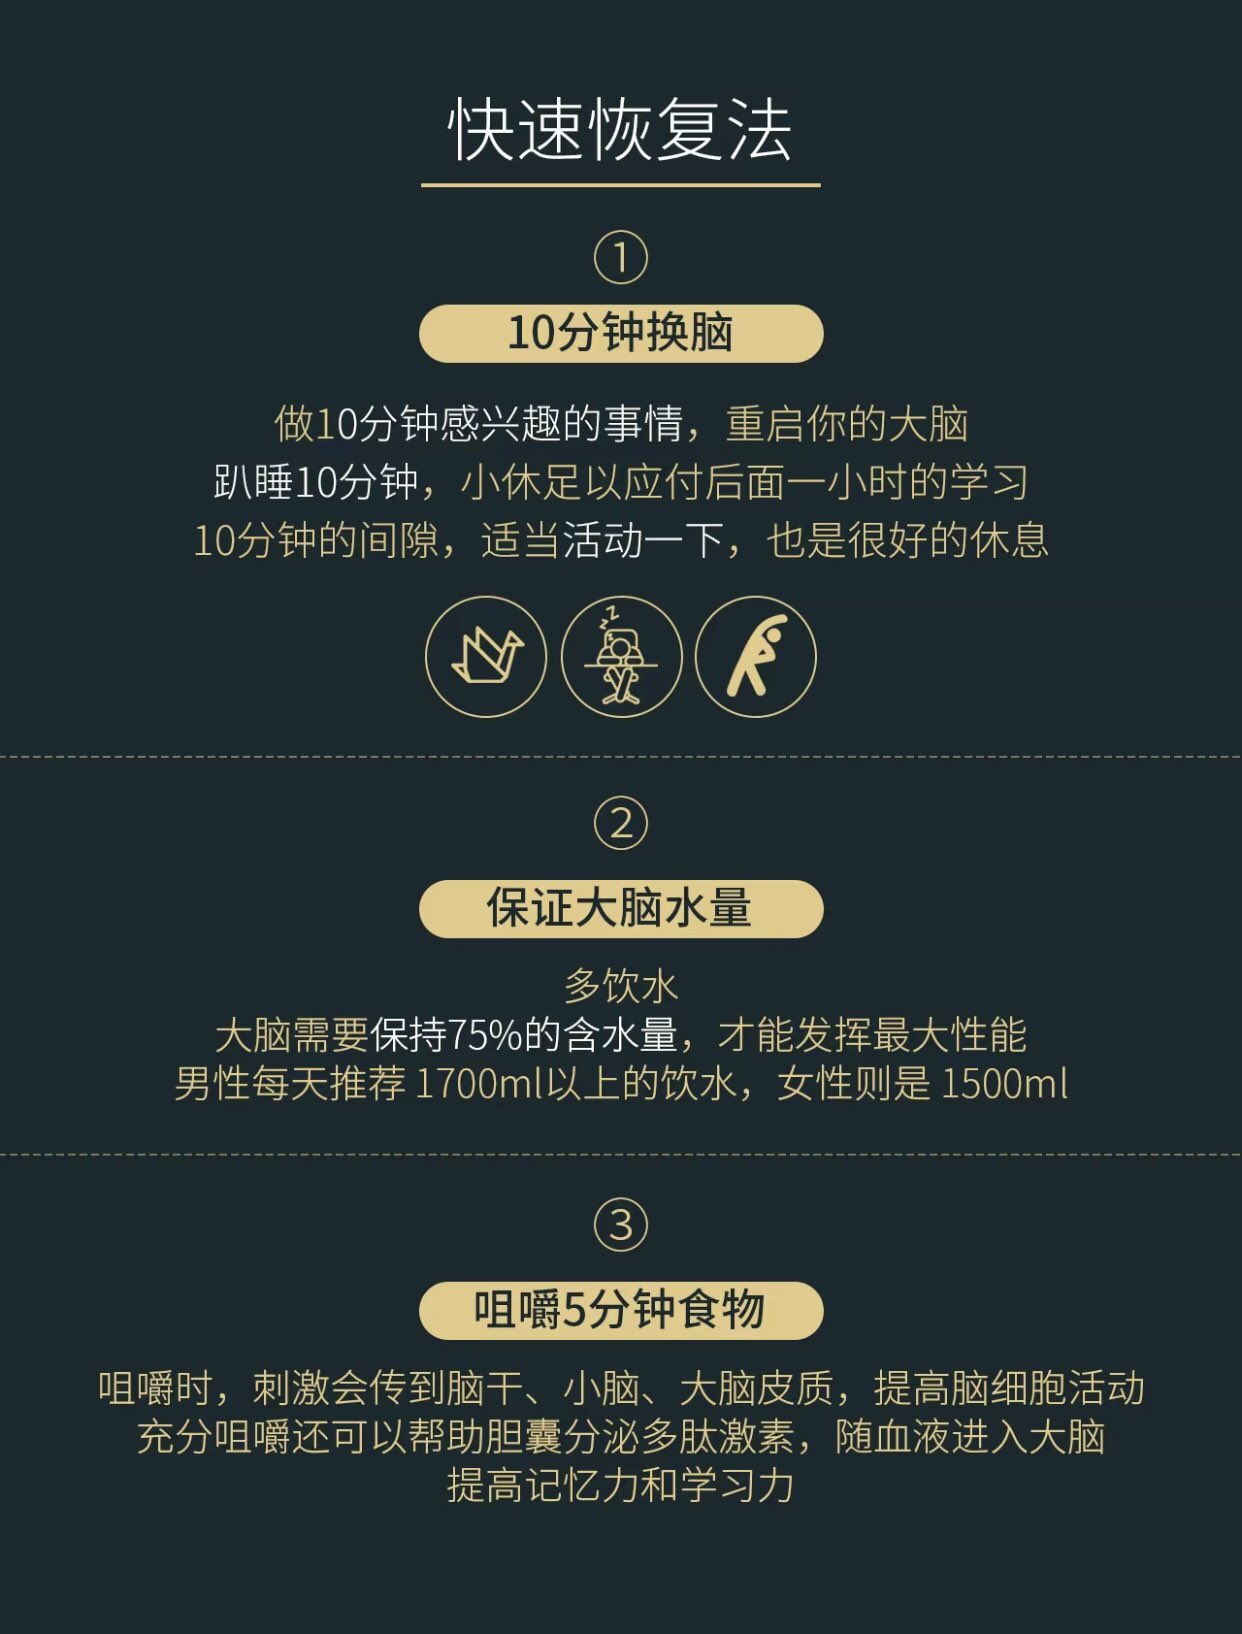 快速恢复法
①
10分钟换脑
做10分钟感兴趣的事情，重启你的大脑
趴睡10分钟，小休足以应付后面一小时的学习
10分钟的间隙，适当活动一下，也是很好的休息
zzZ
②
保证大脑水量
多饮水
大脑需要保持75%的含水量，才能发挥最大性能
男性每天推荐 1700ml以上的饮水，女性则是 1500ml
③
咀嚼5分钟食物
咀嚼时，刺激会传到脑干、小脑、大脑皮质，提高脑细胞活动
充分咀嚼还可以帮助胆囊分泌多肽激素，随血液进入大脑
提高记忆力和学习力